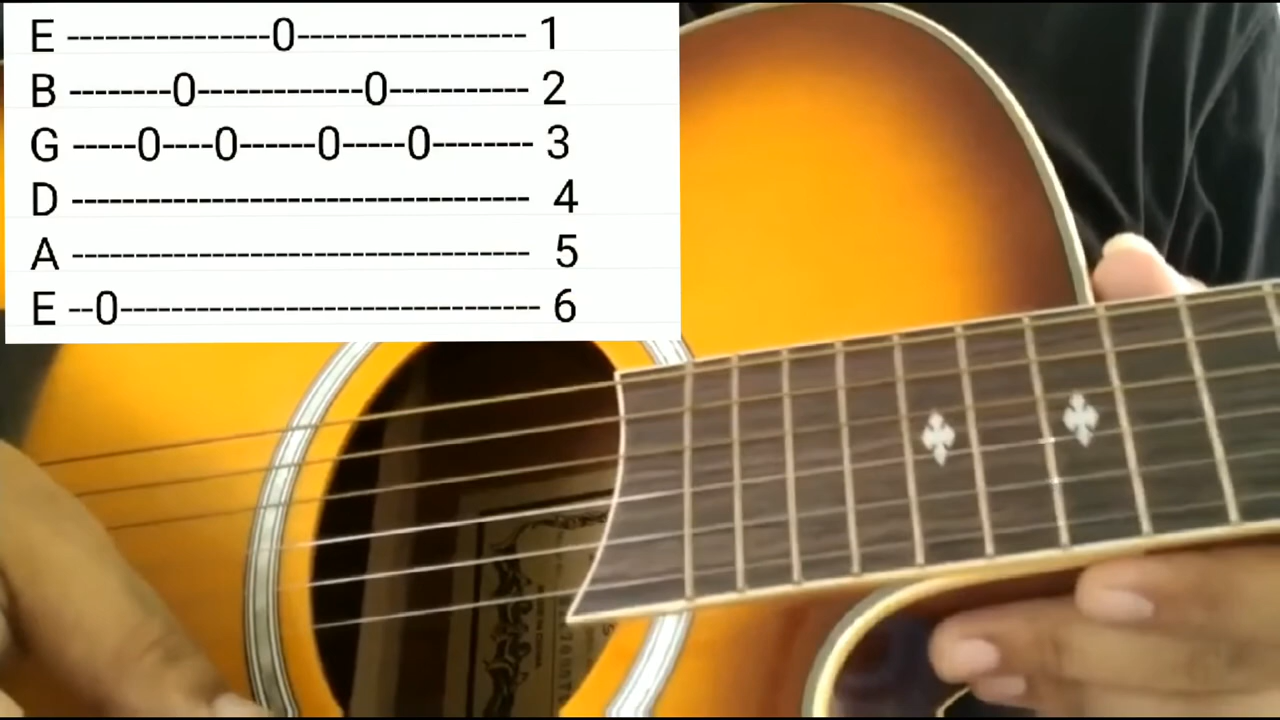 E ----------------0------------------ 1
B --------0-------------0----------- 2
G -----0----0------0-----0-------- 3
D ------------------------------------ 4
A ------------------------------------ 5
E --0--------------------------------- 6